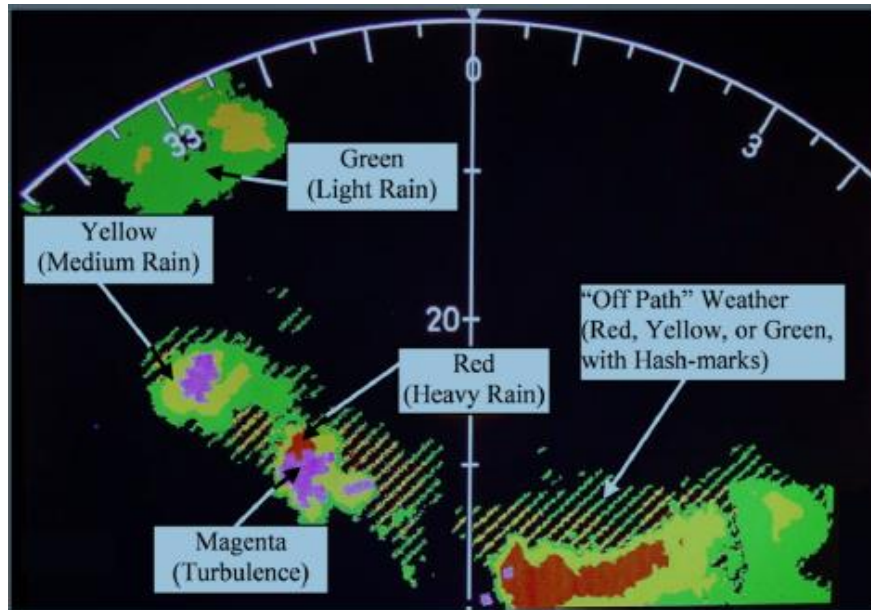 0
33
3
Green
(Light Rain)
Yellow
(Medium Rain)
"Off Path" Weather
(Red, Yellow, or Green,
with Hash-marks)
20
Red
(Heavy Rain)
Magenta
(Turbulence)